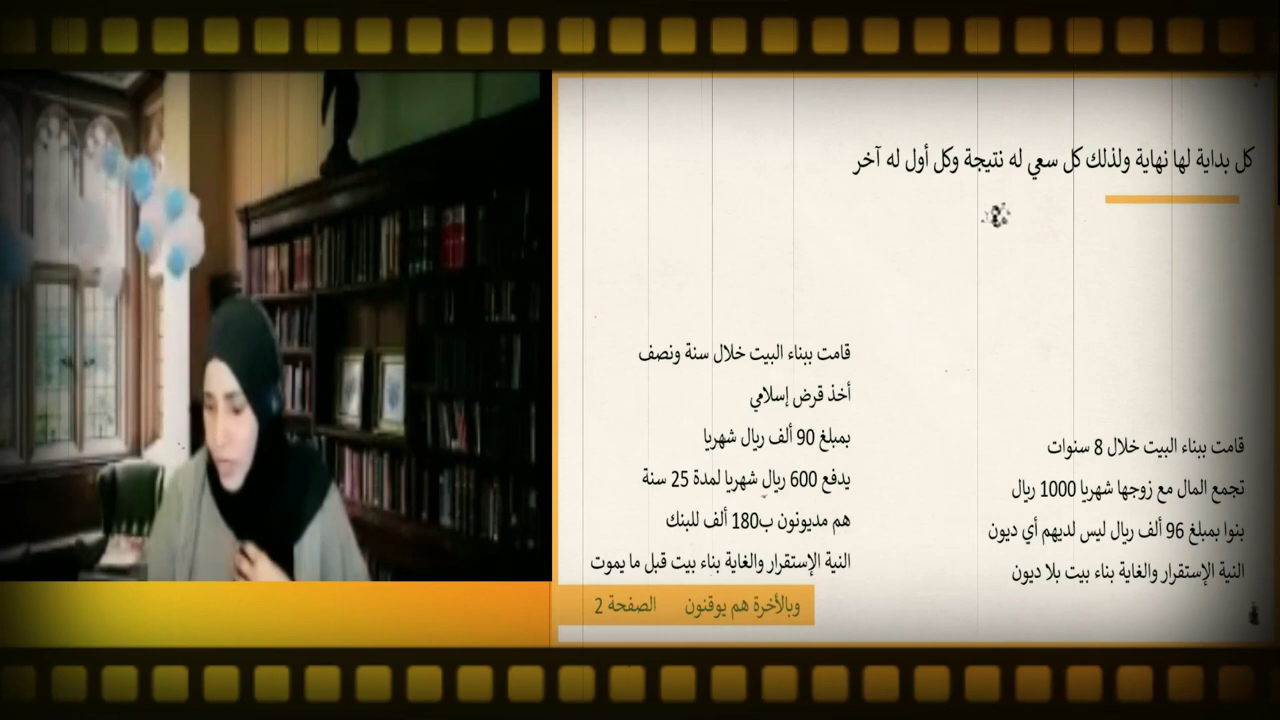 كل بداية لها نهاية ولذلك كل سعي له نتيجة وكل أول له آخر
قامت ببناء البيت خلال 8 سنوات
تجمع المال مع زوجها شهريا 1000 ريال
بنوا بمبلغ 96 ألف ريال ليس لديهم أي ديون
النية الإستقرار والغاية بناء بيت بلا ديون
قامت ببناء البيت خلال سنة ونصف
أخذ قرض إسلامي
بمبلغ 90 ألف ريال شهريا
يدفع 600 ريال شهريا لمدة 25 سنة
هم مديونون ب180 ألف للبنك
النية الإستقرار والغاية بناء بيت قبل ما يموت
وبالأخرة هم يوقنون الصفحة 2